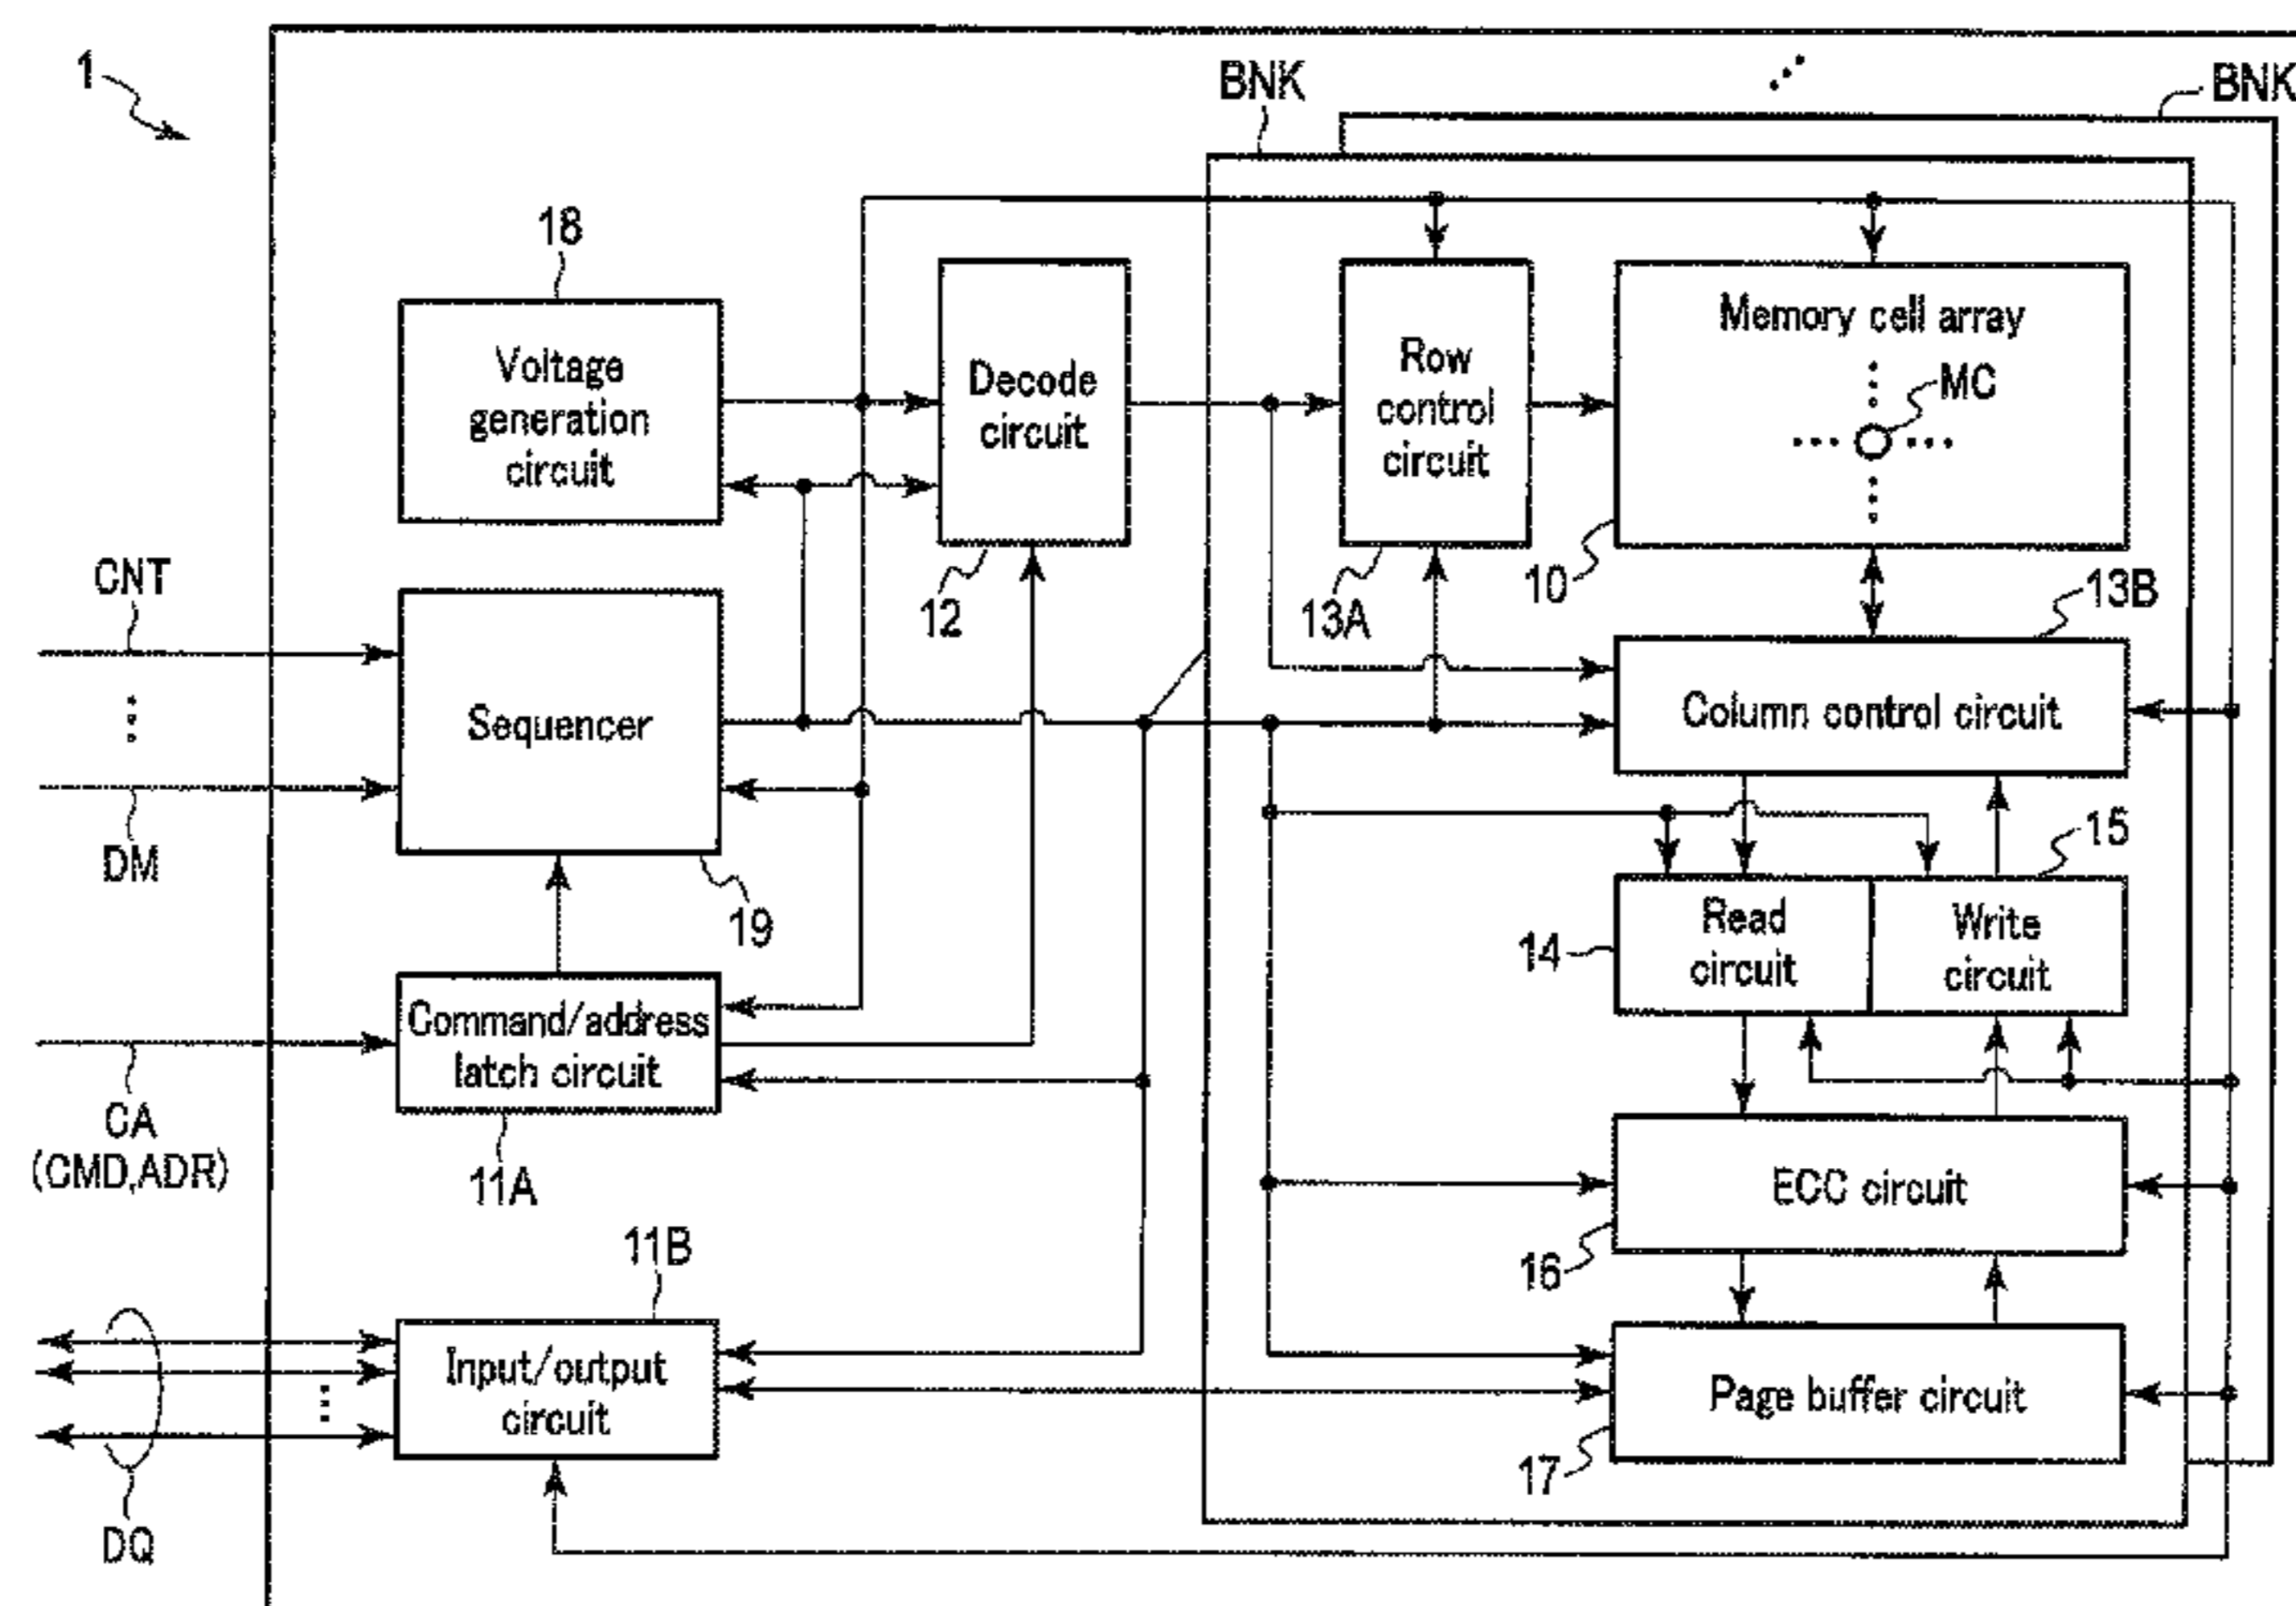 1
BNK
BNK
18
Voltage
generation
circuit
Decode
circuit
12
Row
control
circuit
13A
Memory cell array
MC
10
13B
CNT
Sequencer
DM
19
Column control circuit
15
14
Read
circuit
Write
circuit
Command/address
latch circuit
CA
(CMD,ADR)
11A
ECC circuit
16
11B
Input/output
circuit
DQ
Page buffer circuit
17